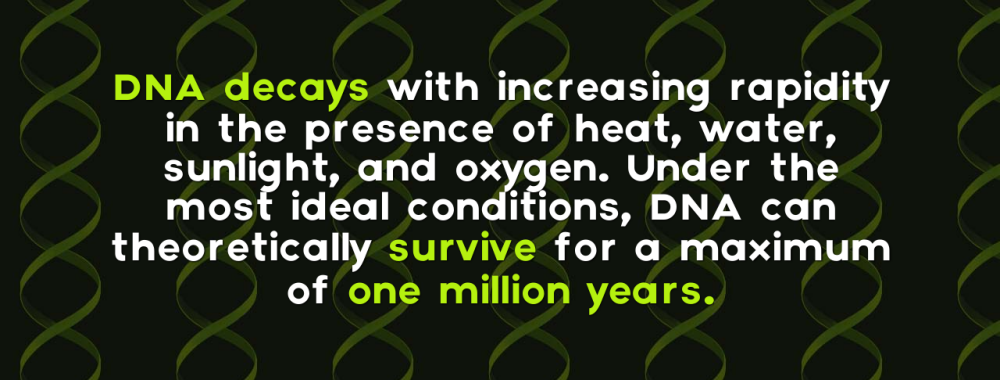 DNA decays with increasing rapidity
in the presence of heat, water,
sunlight, and oxygen. Under the
most ideal conditions, DNA can
theoretically survive for a maximum
of one million years.